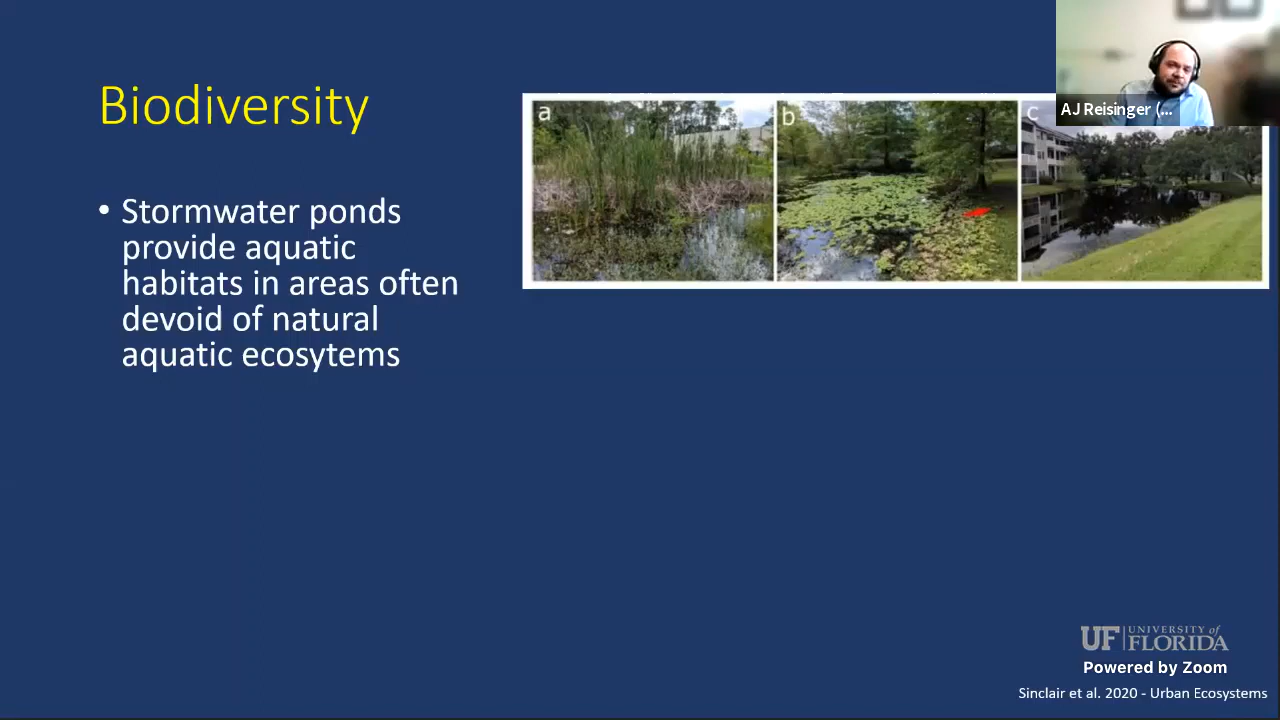 Biodiversity
• Stormwater ponds
provide aquatic
habitats in areas often
devoid of natural
aquatic ecosytems
a
b
c
AJ Reisinger (...
UF UNIVERSITY of
FLORIDA
Powered by Zoom
Sinclair et al. 2020 - Urban Ecosystems